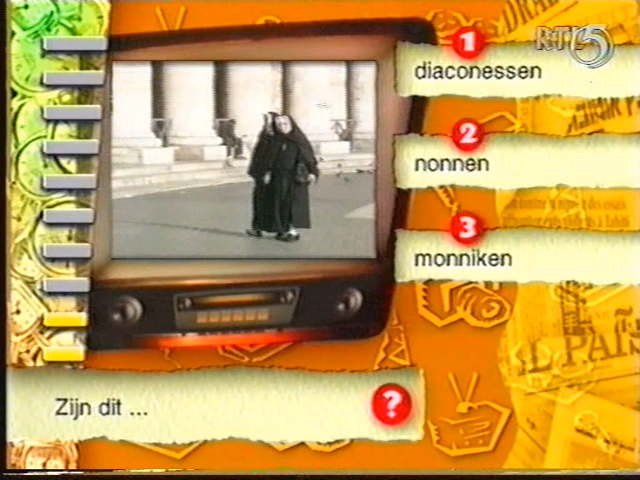 1
RTL5
diaconessen
2
nonnen
3
monniken
Zijn dit ...
?